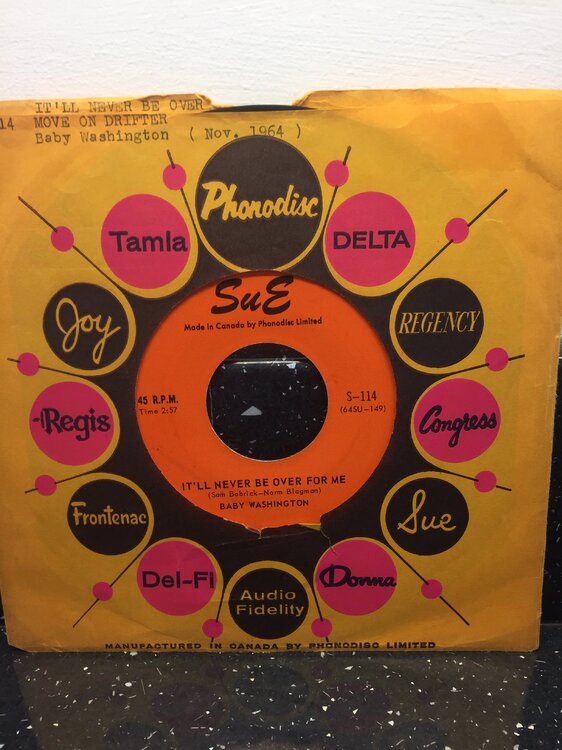 IT'LL NEVER BE OVER
14 MOVE ON DRIFTER
Baby Washington ( Nov. 1964 )
Phonodisc
Tamla
DELTA
Joy
REGENCY
Regis
Congress
Frontenac
Sue
Del-Fi
Donna
Audio
Fidelity
SuE
Made in Canada by Phonodisc Limited
45 R.P.M.
Time 2:57
S-114
(64SU-149)
IT'LL NEVER BE OVER FOR ME
(Sam Bobrick-Norm Blagman)
BABY WASHINGTON
MANUFACTURED IN CANADA BY PHONODISC LIMITED